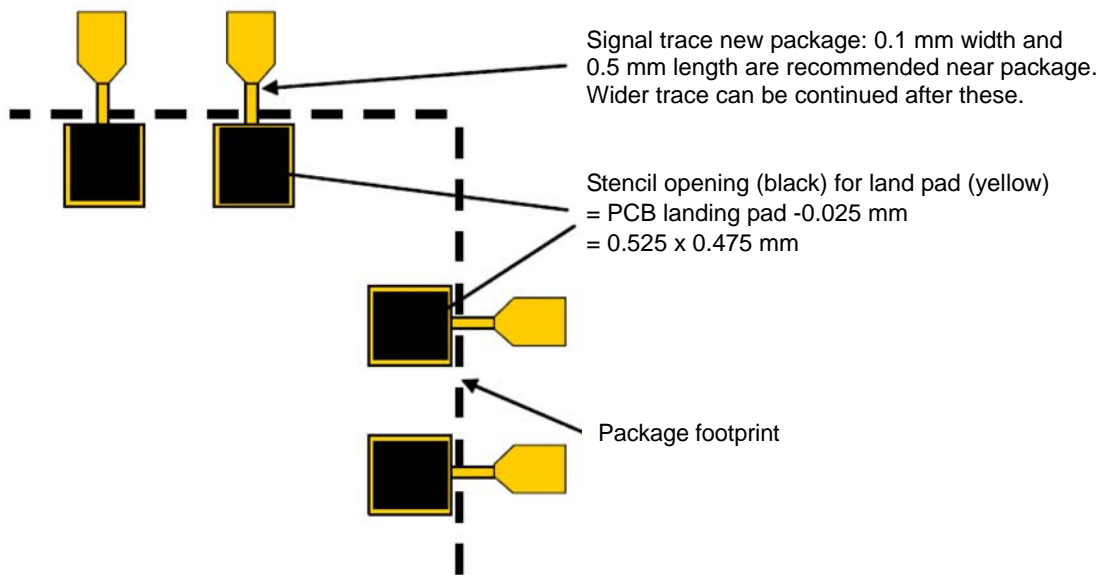 Signal trace new package: 0.1 mm width and
0.5 mm length are recommended near package.
Wider trace can be continued after these.
Stencil opening (black) for land pad (yellow)
= PCB landing pad -0.025 mm
= 0.525 x 0.475 mm
Package footprint